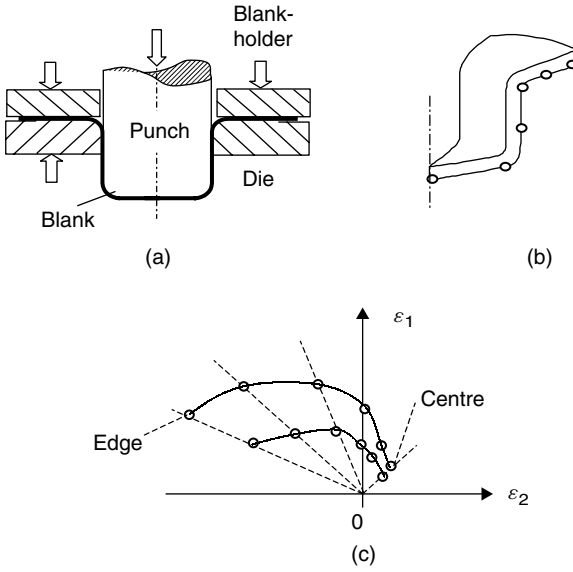 Blank-
holder
Punch
Die
Blank
(a)
(b)
ε1
Centre
Edge
ε2
0
(c)